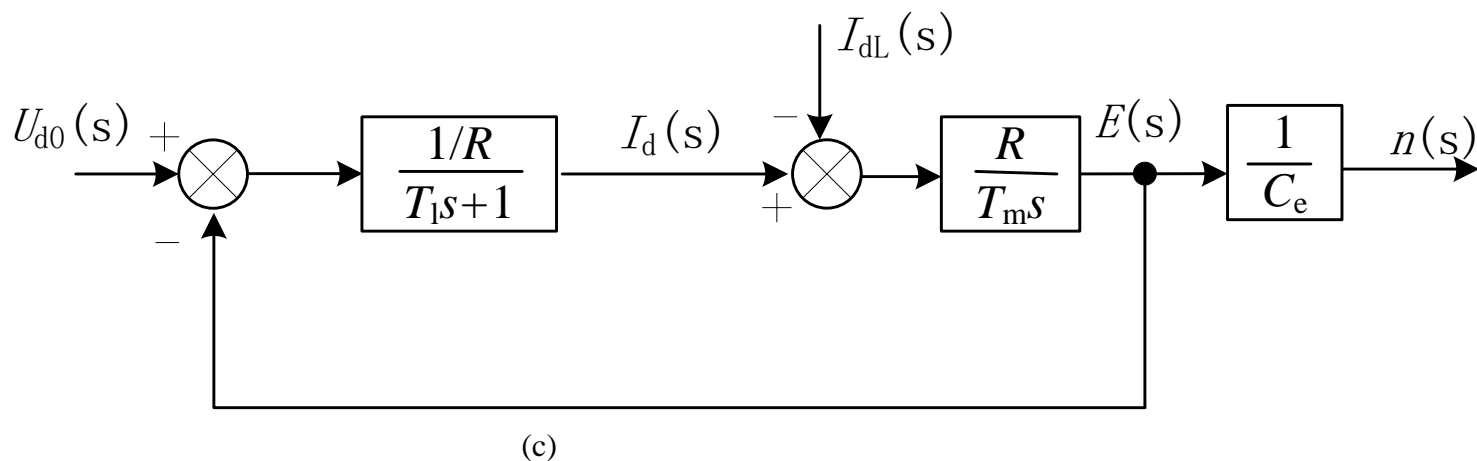 I_dL(s)
U_d0(s) + − E(s) n(s)
1/R I_d(s) R 1
T_l s+1 + T_m s C_e
−
(c)